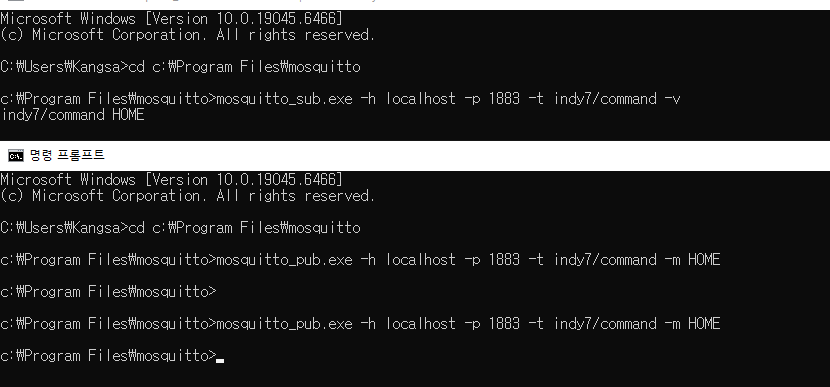 Microsoft Windows [Version 10.0.19045.6466]
(c) Microsoft Corporation. All rights reserved.
C:₩Users₩Kangsa>cd c:₩Program Files₩mosquitto
c:₩Program Files₩mosquitto>mosquitto_sub.exe -h localhost -p 1883 -t indy7/command -v
indy7/command HOME
명령 프롬프트
Microsoft Windows [Version 10.0.19045.6466]
(c) Microsoft Corporation. All rights reserved.
C:₩Users₩Kangsa>cd c:₩Program Files₩mosquitto
c:₩Program Files₩mosquitto>mosquitto_pub.exe -h localhost -p 1883 -t indy7/command -m HOME
c:₩Program Files₩mosquitto>
c:₩Program Files₩mosquitto>mosquitto_pub.exe -h localhost -p 1883 -t indy7/command -m HOME
c:₩Program Files₩mosquitto>